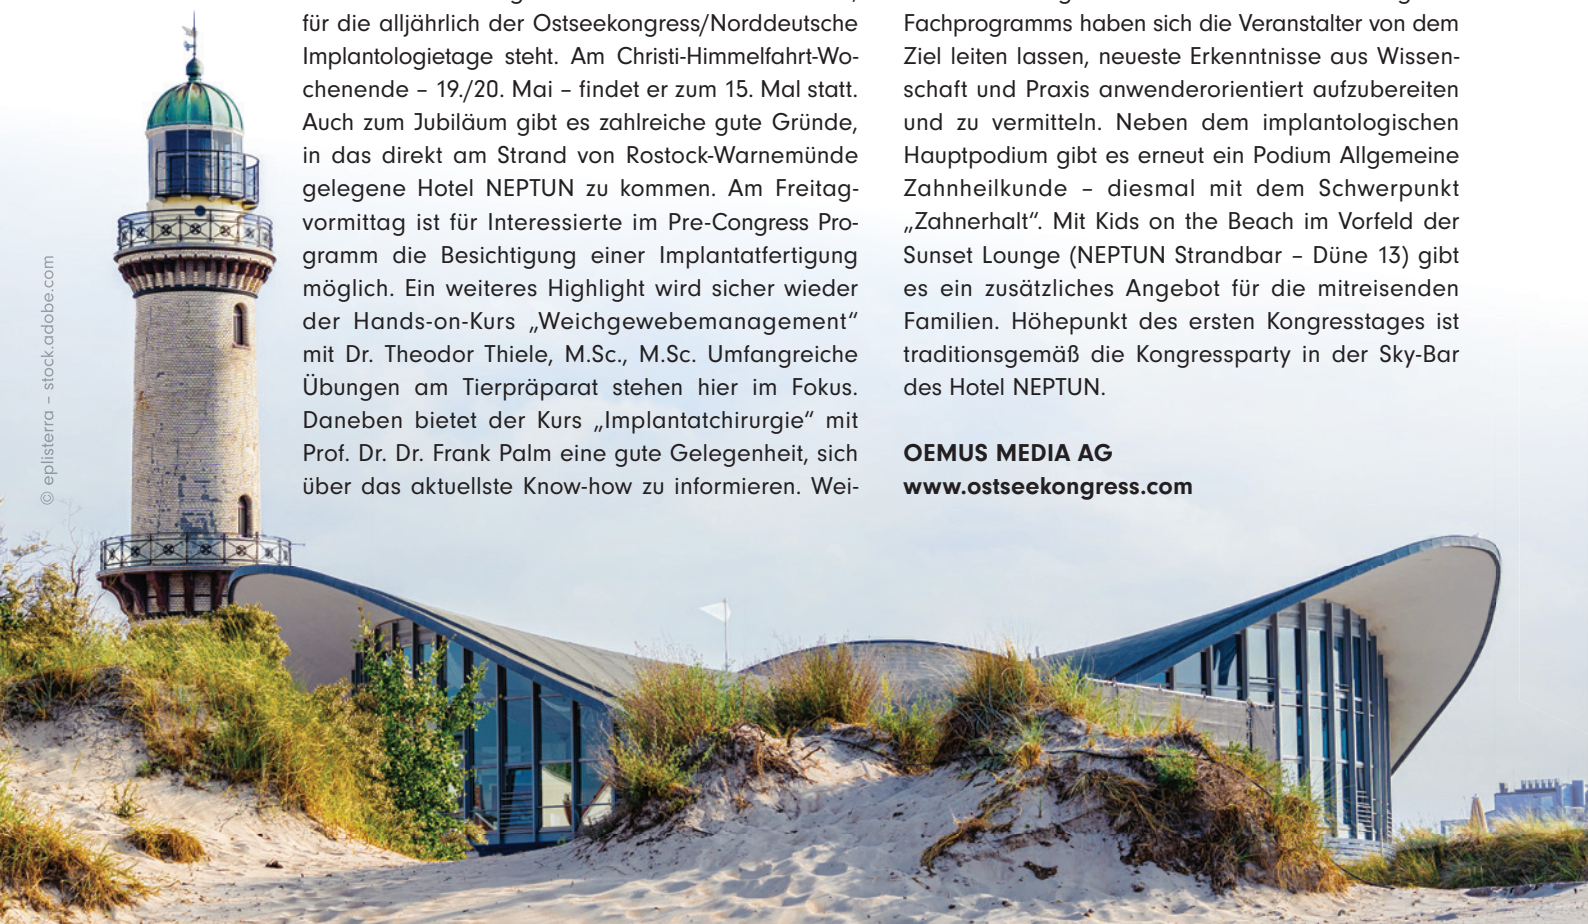 für die alljährlich der Ostseekongress/Norddeutsche
Implantologietage steht. Am Christi-Himmelfahrt-Wo-
chenende – 19./20. Mai – findet er zum 15. Mal statt.
Auch zum Jubiläum gibt es zahlreiche gute Gründe,
in das direkt am Strand von Rostock-Warnemünde
gelegene Hotel NEPTUN zu kommen. Am Freitag-
vormittag ist für Interessierte im Pre-Congress Pro-
gramm die Besichtigung einer Implantatfertigung
möglich. Ein weiteres Highlight wird sicher wieder
der Hands-on-Kurs „Weichgewebemanagement“
mit Dr. Theodor Thiele, M.Sc., M.Sc. Umfangreiche
Übungen am Tierpräparat stehen hier im Fokus.
Daneben bietet der Kurs „Implantatchirurgie“ mit
Prof. Dr. Dr. Frank Palm eine gute Gelegenheit, sich
über das aktuellste Know-how zu informieren. Wei-
Fachprogramms haben sich die Veranstalter von dem
Ziel leiten lassen, neueste Erkenntnisse aus Wissen-
schaft und Praxis anwenderorientiert aufzubereiten
und zu vermitteln. Neben dem implantologischen
Hauptpodium gibt es erneut ein Podium Allgemeine
Zahnheilkunde – diesmal mit dem Schwerpunkt
„Zahnerhalt“. Mit Kids on the Beach im Vorfeld der
Sunset Lounge (NEPTUN Strandbar – Düne 13) gibt
es ein zusätzliches Angebot für die mitreisenden
Familien. Höhepunkt des ersten Kongresstages ist
traditionsgemäß die Kongressparty in der Sky-Bar
des Hotel NEPTUN.
OEMUS MEDIA AG
www.ostseekongress.com
© eplisterra – stock.adobe.com